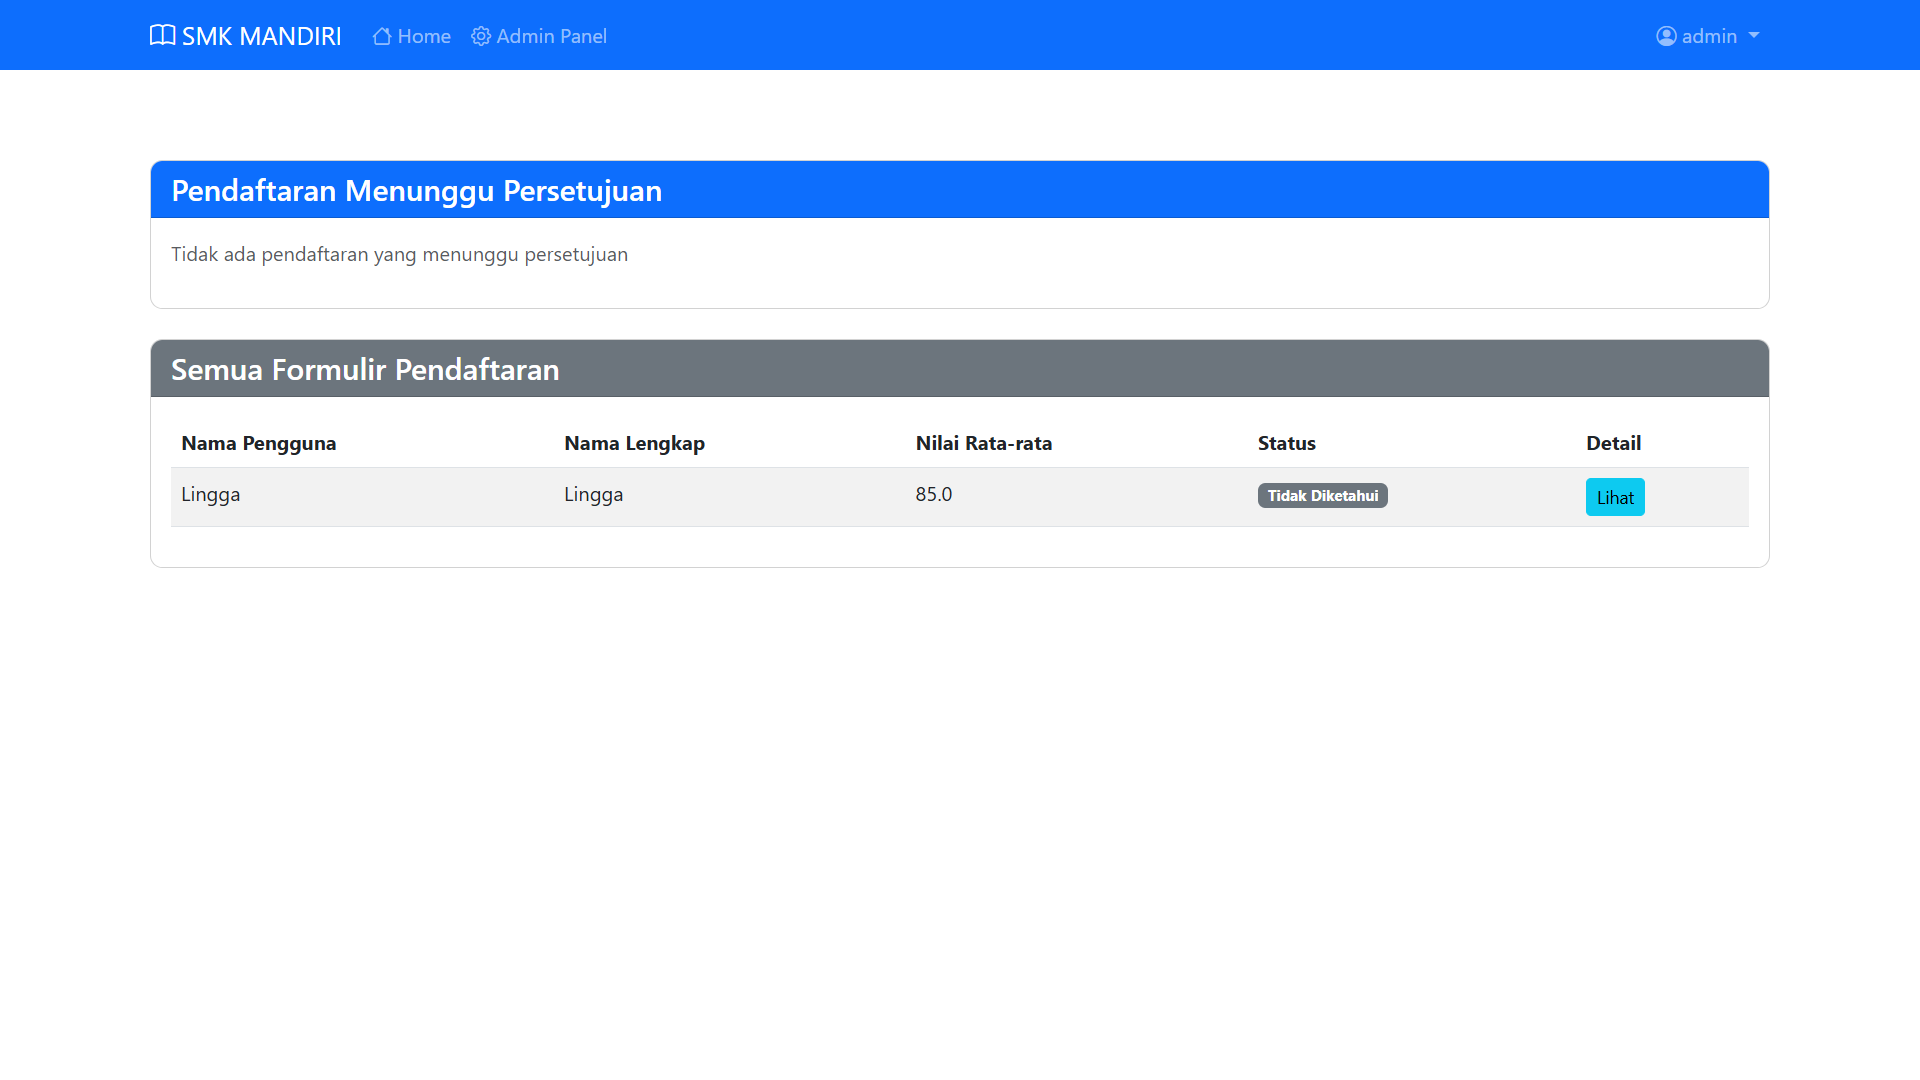 SMK MANDIRI Home Admin Panel admin
Pendaftaran Menunggu Persetujuan
Tidak ada pendaftaran yang menunggu persetujuan
Semua Formulir Pendaftaran
Nama Pengguna Nama Lengkap Nilai Rata-rata Status Detail
Lingga Lingga 85.0 Tidak Diketahui Lihat